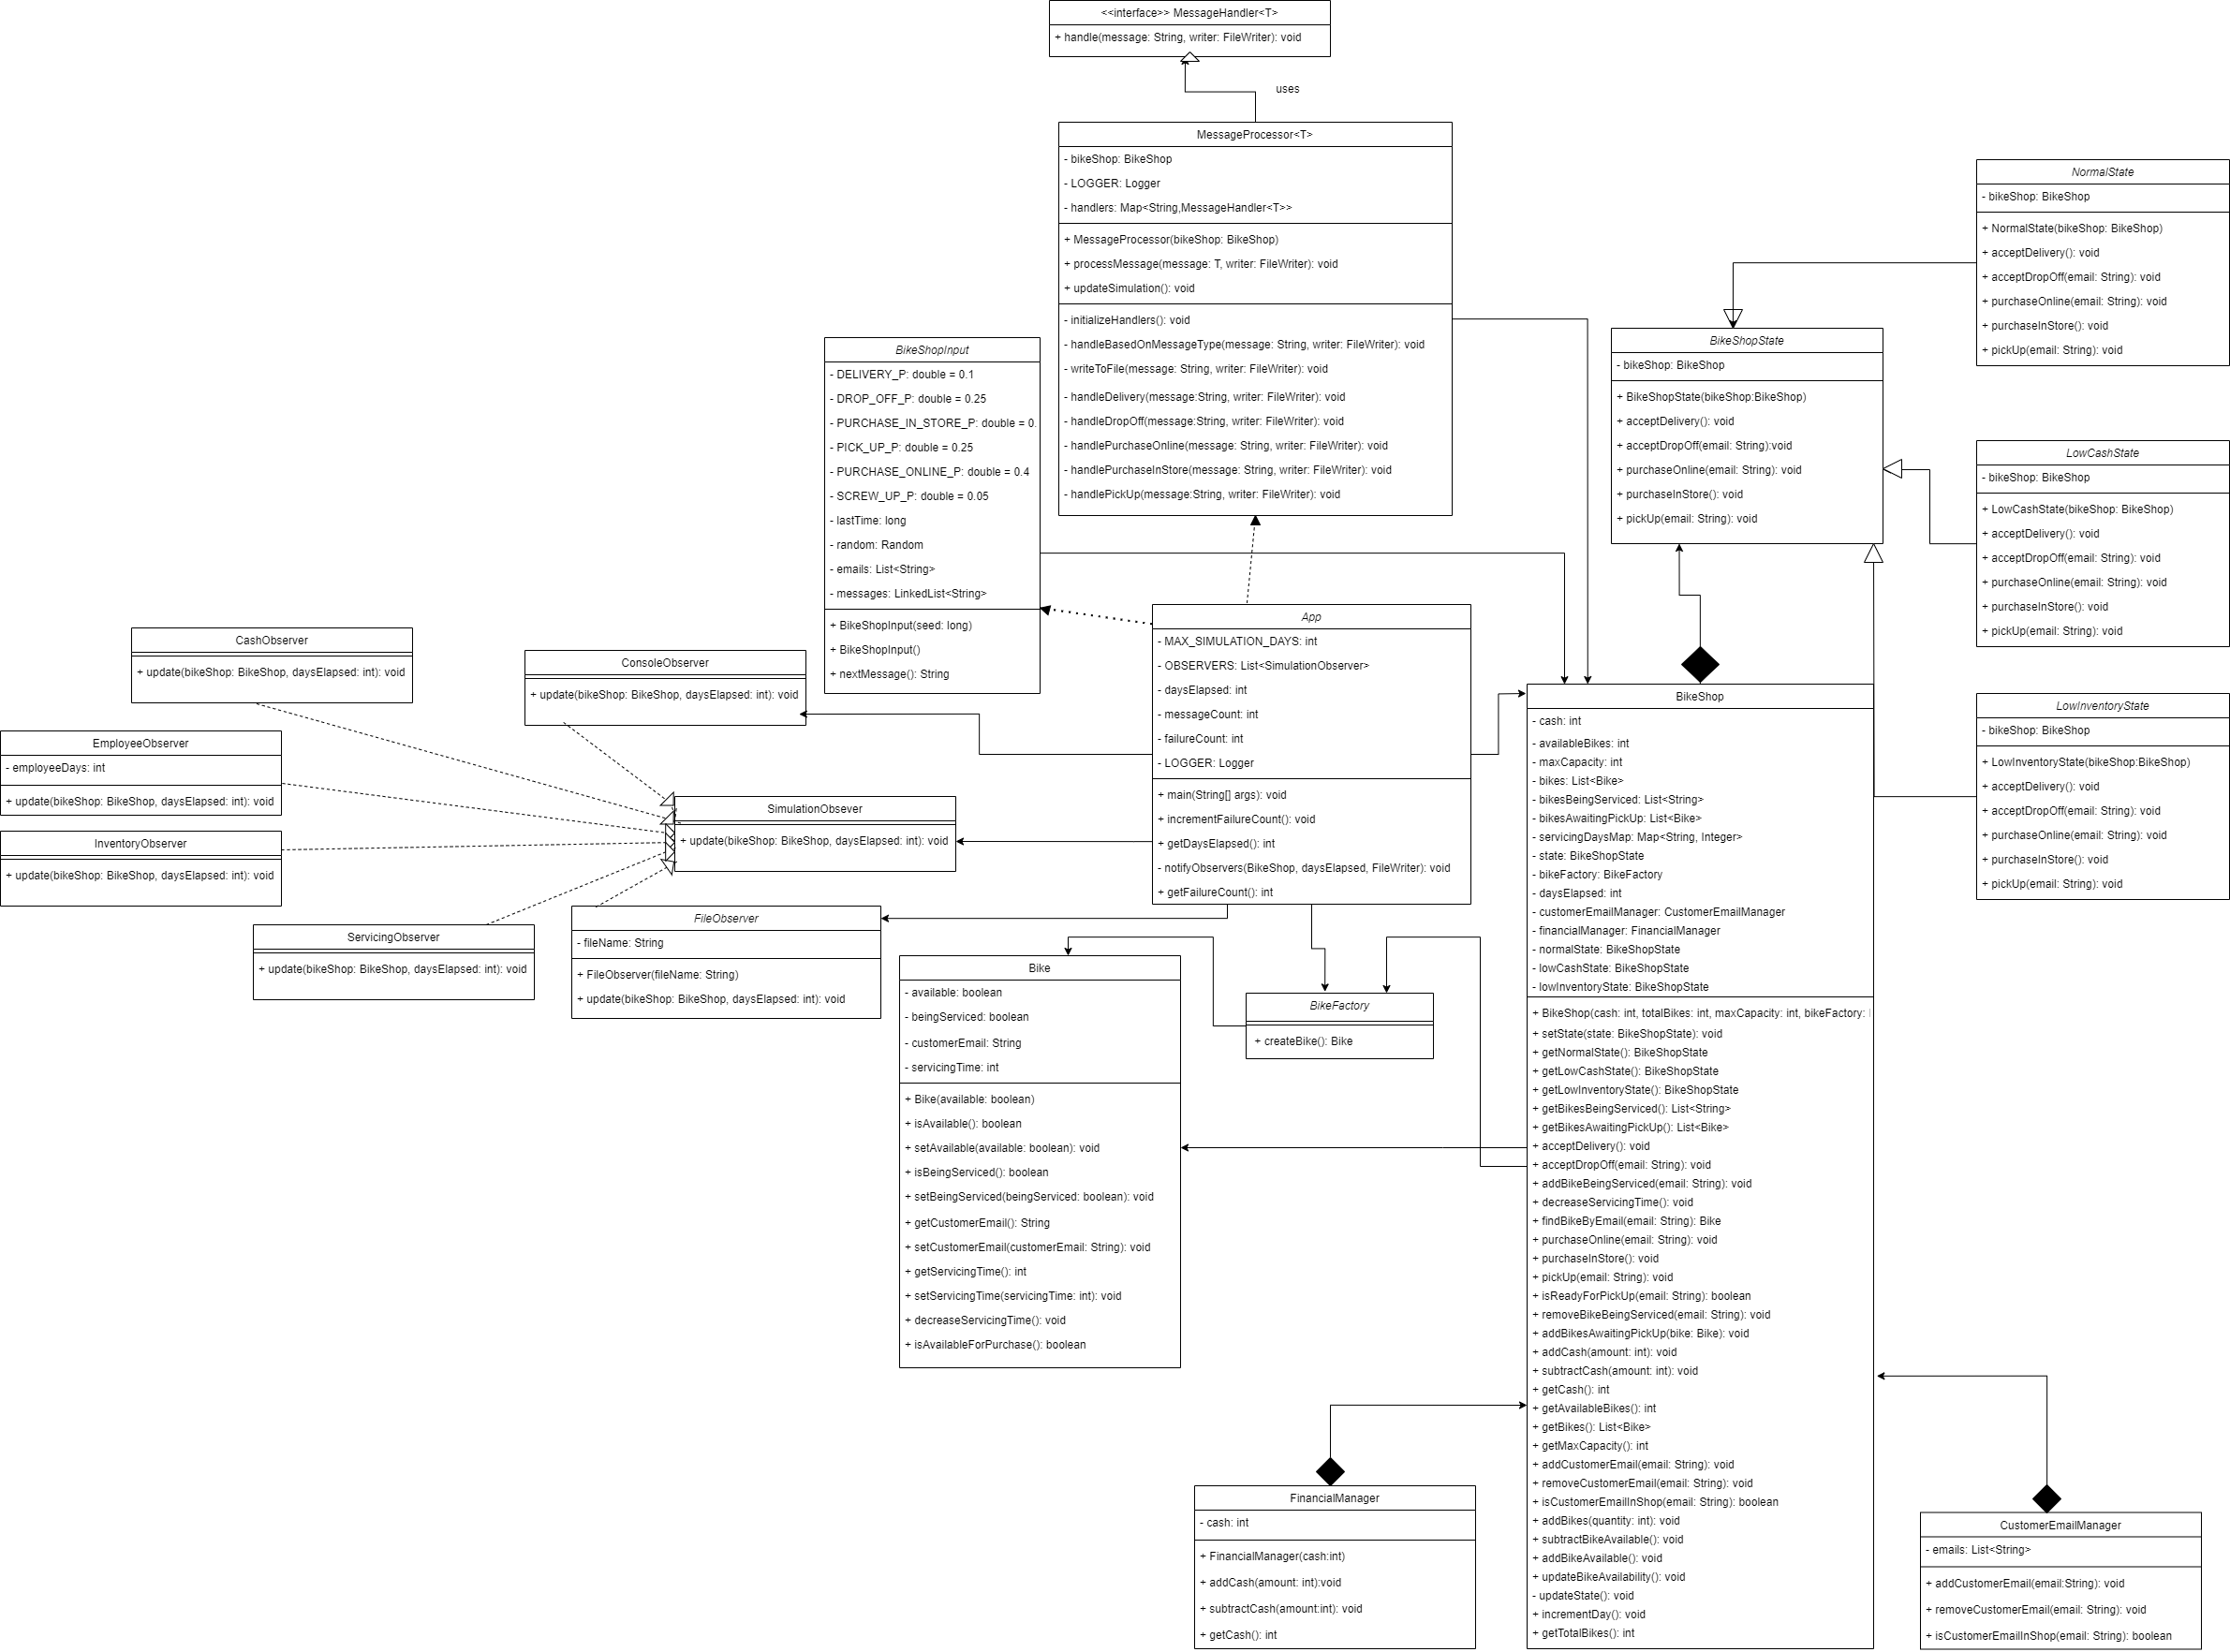 <<interface>> MessageHandler<T>
+ handle(message: String, writer: FileWriter): void
uses
MessageProcessor<T>
- bikeShop: BikeShop
- LOGGER: Logger
- handlers: Map<String,MessageHandler<T>>
+ MessageProcessor(bikeShop: BikeShop)
+ processMessage(message: T, writer: FileWriter): void
+ updateSimulation(): void
- initializeHandlers(): void
- handleBasedOnMessageType(message: String, writer: FileWriter): void
- writeToFile(message: String, writer: FileWriter): void
- handleDelivery(message:String, writer: FileWriter): void
- handleDropOff(message:String, writer: FileWriter): void
- handlePurchaseOnline(message: String, writer: FileWriter): void
- handlePurchaseInStore(message: String, writer: FileWriter): void
- handlePickUp(message:String, writer: FileWriter): void
NormalState
- bikeShop: BikeShop
+ NormalState(bikeShop: BikeShop)
+ acceptDelivery(): void
+ acceptDropOff(email: String): void
+ purchaseOnline(email: String): void
+ purchaseInStore(): void
+ pickUp(email: String): void
BikeShopState
- bikeShop: BikeShop
+ BikeShopState(bikeShop:BikeShop)
+ acceptDelivery(): void
+ acceptDropOff(email: String):void
+ purchaseOnline(email: String): void
+ purchaseInStore(): void
+ pickUp(email: String): void
LowCashState
- bikeShop: BikeShop
+ LowCashState(bikeShop: BikeShop)
+ acceptDelivery(): void
+ acceptDropOff(email: String): void
+ purchaseOnline(email: String): void
+ purchaseInStore(): void
+ pickUp(email: String): void
LowInventoryState
- bikeShop: BikeShop
+ LowInventoryState(bikeShop:BikeShop)
+ acceptDelivery(): void
+ acceptDropOff(email: String): void
+ purchaseOnline(email: String): void
+ purchaseInStore(): void
+ pickUp(email: String): void
BikeShopInput
- DELIVERY_P: double = 0.1
- DROP_OFF_P: double = 0.25
- PURCHASE_IN_STORE_P: double = 0.
- PICK_UP_P: double = 0.25
- PURCHASE_ONLINE_P: double = 0.4
- SCREW_UP_P: double = 0.05
- lastTime: long
- random: Random
- emails: List<String>
- messages: LinkedList<String>
+ BikeShopInput(seed: long)
+ BikeShopInput()
+ nextMessage(): String
App
- MAX_SIMULATION_DAYS: int
- OBSERVERS: List<SimulationObserver>
- daysElapsed: int
- messageCount: int
- failureCount: int
- LOGGER: Logger
+ main(String[] args): void
+ incrementFailureCount(): void
+ getDaysElapsed(): int
- notifyObservers(BikeShop, daysElapsed, FileWriter): void
+ getFailureCount(): int
CashObserver
+ update(bikeShop: BikeShop, daysElapsed: int): void
ConsoleObserver
+ update(bikeShop: BikeShop, daysElapsed: int): void
EmployeeObserver
- employeeDays: int
+ update(bikeShop: BikeShop, daysElapsed: int): void
InventoryObserver
+ update(bikeShop: BikeShop, daysElapsed: int): void
SimulationObsever
+ update(bikeShop: BikeShop, daysElapsed: int): void
ServicingObserver
+ update(bikeShop: BikeShop, daysElapsed: int): void
FileObserver
- fileName: String
+ FileObserver(fileName: String)
+ update(bikeShop: BikeShop, daysElapsed: int): void
Bike
- available: boolean
- beingServiced: boolean
- customerEmail: String
- servicingTime: int
+ Bike(available: boolean)
+ isAvailable(): boolean
+ setAvailable(available: boolean): void
+ isBeingServiced(): boolean
+ setBeingServiced(beingServiced: boolean): void
+ getCustomerEmail(): String
+ setCustomerEmail(customerEmail: String): void
+ getServicingTime(): int
+ setServicingTime(servicingTime: int): void
+ decreaseServicingTime(): void
+ isAvailableForPurchase(): boolean
BikeFactory
+ createBike(): Bike
BikeShop
- cash: int
- availableBikes: int
- maxCapacity: int
- bikes: List<Bike>
- bikesBeingServiced: List<String>
- bikesAwaitingPickUp: List<Bike>
- servicingDaysMap: Map<String, Integer>
- state: BikeShopState
- bikeFactory: BikeFactory
- daysElapsed: int
- customerEmailManager: CustomerEmailManager
- financialManager: FinancialManager
- normalState: BikeShopState
- lowCashState: BikeShopState
- lowInventoryState: BikeShopState
+ BikeShop(cash: int, totalBikes: int, maxCapacity: int, bikeFactory:
+ setState(state: BikeShopState): void
+ getNormalState(): BikeShopState
+ getLowCashState(): BikeShopState
+ getLowInventoryState(): BikeShopState
+ getBikesBeingServiced(): List<String>
+ getBikesAwaitingPickUp(): List<Bike>
+ acceptDelivery(): void
+ acceptDropOff(email: String): void
+ addBikeBeingServiced(email: String): void
+ decreaseServicingTime(): void
+ findBikeByEmail(email: String): Bike
+ purchaseOnline(email: String): void
+ purchaseInStore(): void
+ pickUp(email: String): void
+ isReadyForPickUp(email: String): boolean
+ removeBikeBeingServiced(email: String): void
+ addBikesAwaitingPickUp(bike: Bike): void
+ addCash(amount: int): void
+ subtractCash(amount: int): void
+ getCash(): int
+ getAvailableBikes(): int
+ getBikes(): List<Bike>
+ getMaxCapacity(): int
+ addCustomerEmail(email: String): void
+ removeCustomerEmail(email: String): void
+ isCustomerEmailInShop(email: String): boolean
+ addBikes(quantity: int): void
+ subtractBikeAvailable(): void
+ addBikeAvailable(): void
+ updateBikeAvailability(): void
- updateState(): void
+ incrementDay(): void
+ getTotalBikes(): int
FinancialManager
- cash: int
+ FinancialManager(cash:int)
+ addCash(amount: int):void
+ subtractCash(amount:int): void
+ getCash(): int
CustomerEmailManager
- emails: List<String>
+ addCustomerEmail(email:String): void
+ removeCustomerEmail(email: String): void
+ isCustomerEmailInShop(email: String): boolean